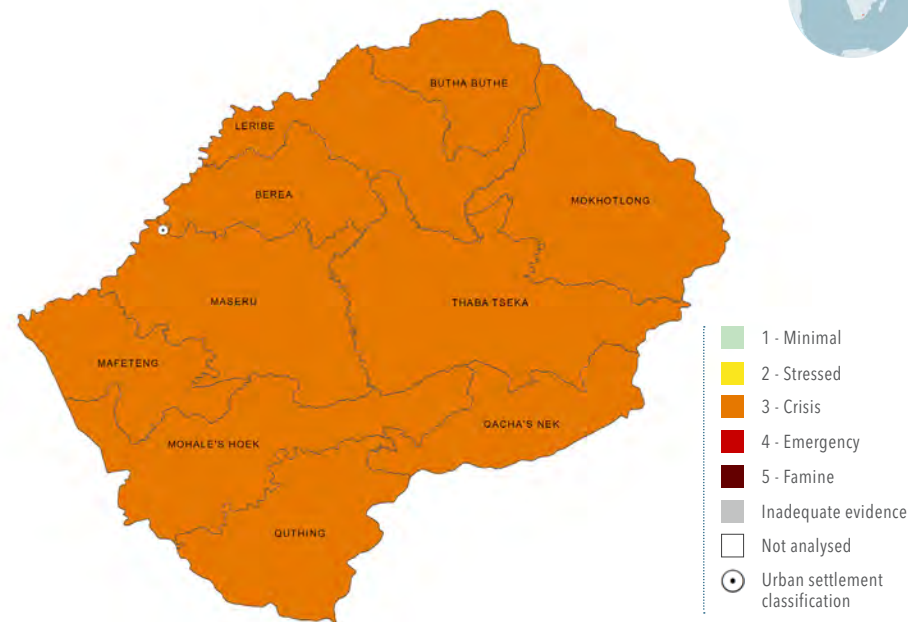 BUTHA BUTHE
LERIBE
BEREA
MOKHOTLONG
MASERU
THABA TSEKA
MAFETENG
QACHA'S NEK
MOHALE'S HOEK
QUTHING
1 - Minimal
2 - Stressed
3 - Crisis
4 - Emergency
5 - Famine
Inadequate evidence
Not analysed
Urban settlement
classification